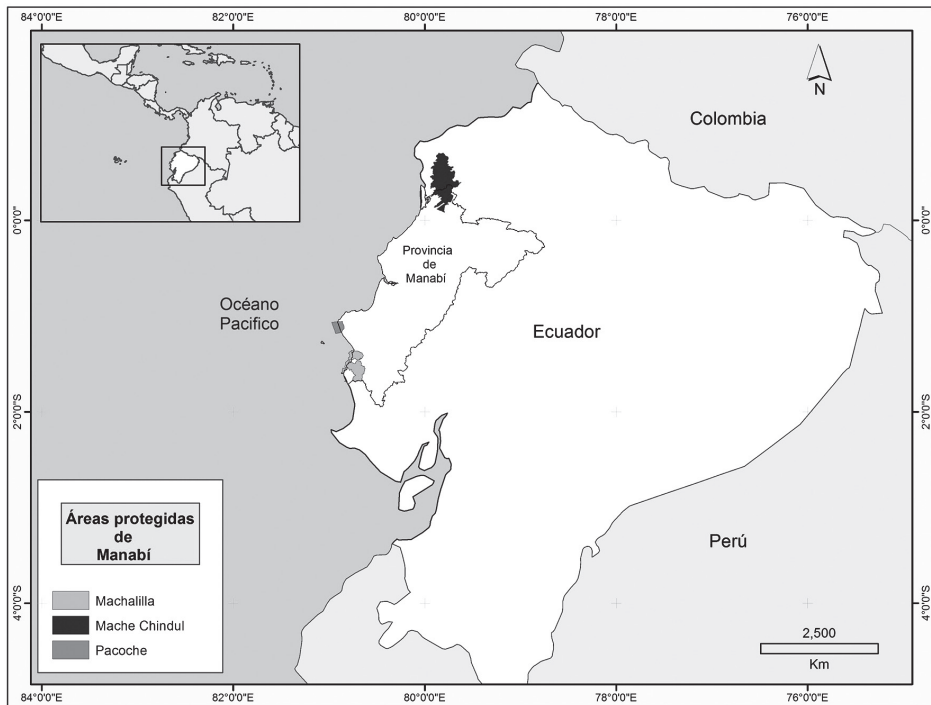 84°0'0"E 82°0'0"E 80°0'0"E 78°0'0"E 76°0'0"E
N
Colombia
0°0'0" 0°0'0"
Provincia
de
Manabí
Océano
Pacifico
Ecuador
2°0'0"S 2°0'0"S
Áreas protegidas
de
Manabí
Perú
Machalilla
4°0'0"S 4°0'0"S
Mache Chindul
2,500
Pacoche
Km
84°0'0"E 82°0'0"E 80°0'0"E 78°0'0"E 76°0'0"E